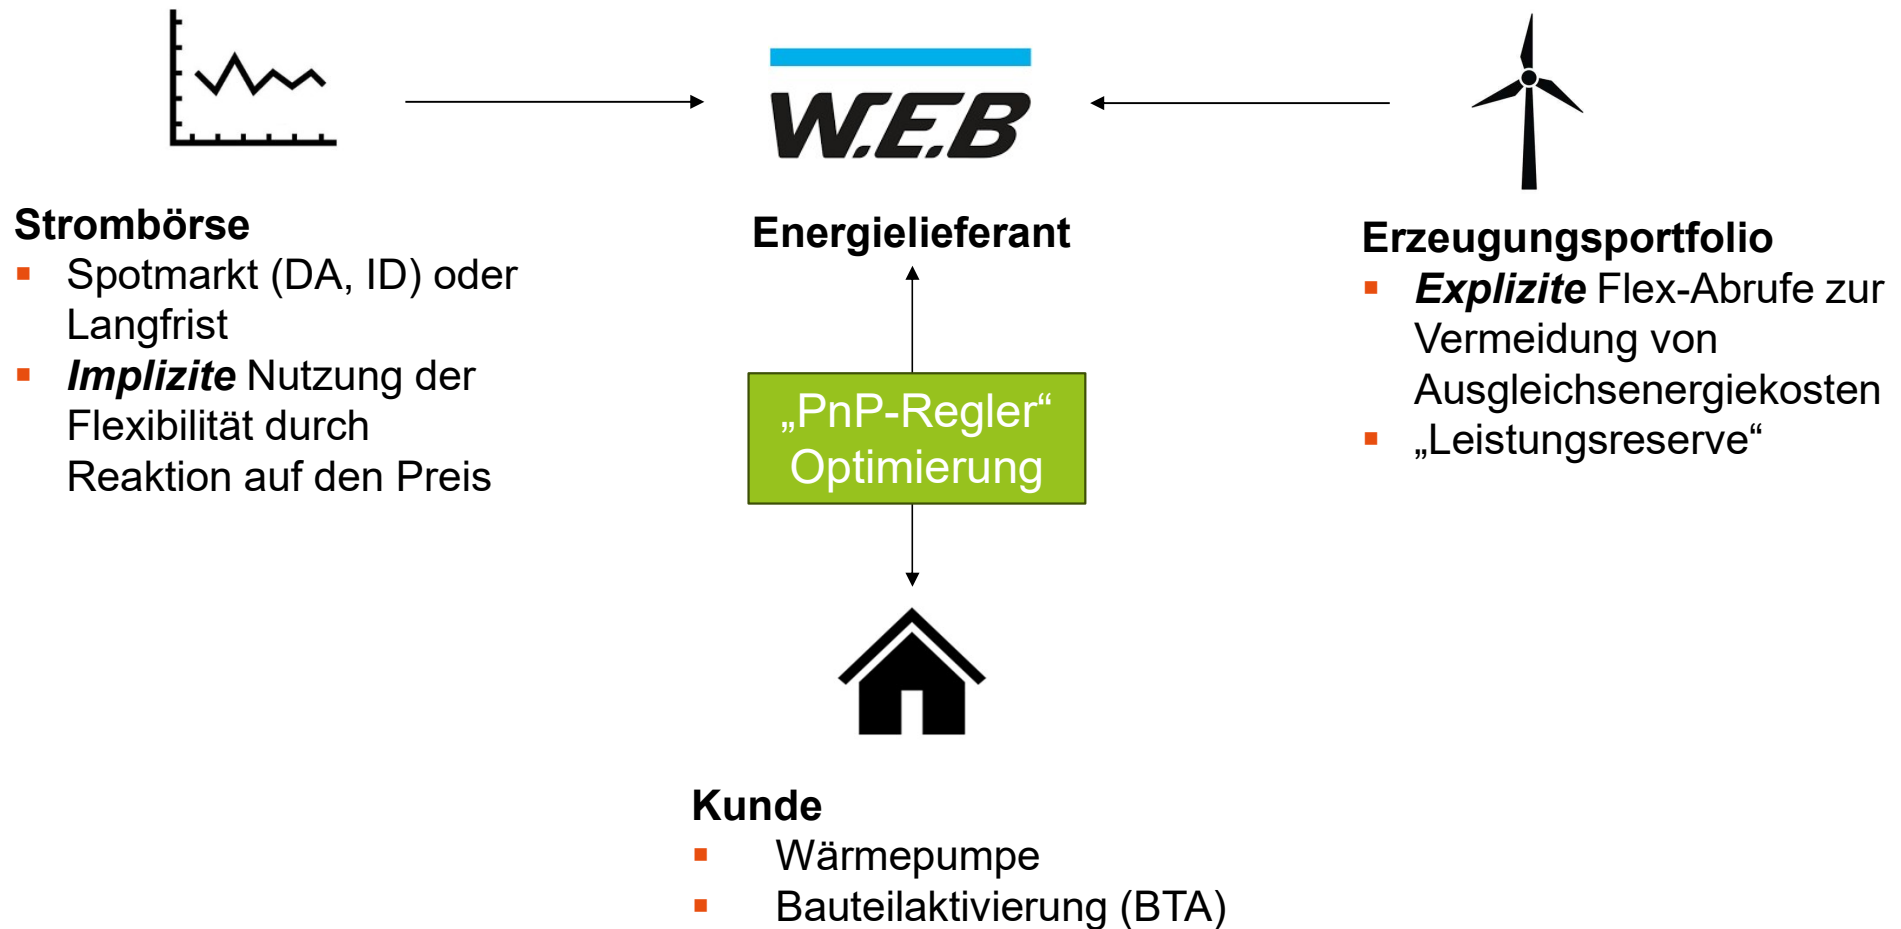 W.E.B
Strombörse
▪ Spotmarkt (DA, ID) oder
Langfrist
▪ Implizite Nutzung der
Flexibilität durch
Reaktion auf den Preis
Energielieferant
„PnP-Regler“
Optimierung
Erzeugungsportfolio
▪ Explizite Flex-Abrufe zur
Vermeidung von
Ausgleichsenergiekosten
▪ „Leistungsreserve“
Kunde
▪ Wärmepumpe
▪ Bauteilaktivierung (BTA)